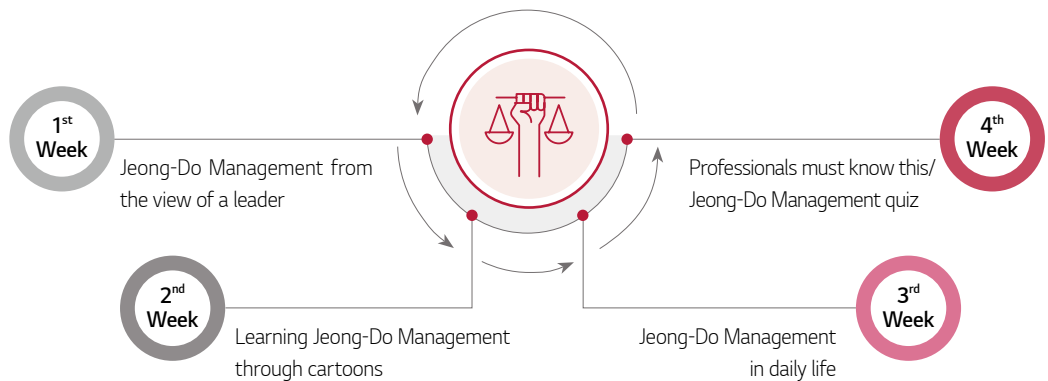 1st
Week
Jeong-Do Management from
the view of a leader
2nd
Week
Learning Jeong-Do Management
through cartoons
3rd
Week
Jeong-Do Management
in daily life
4th
Week
Professionals must know this/
Jeong-Do Management quiz